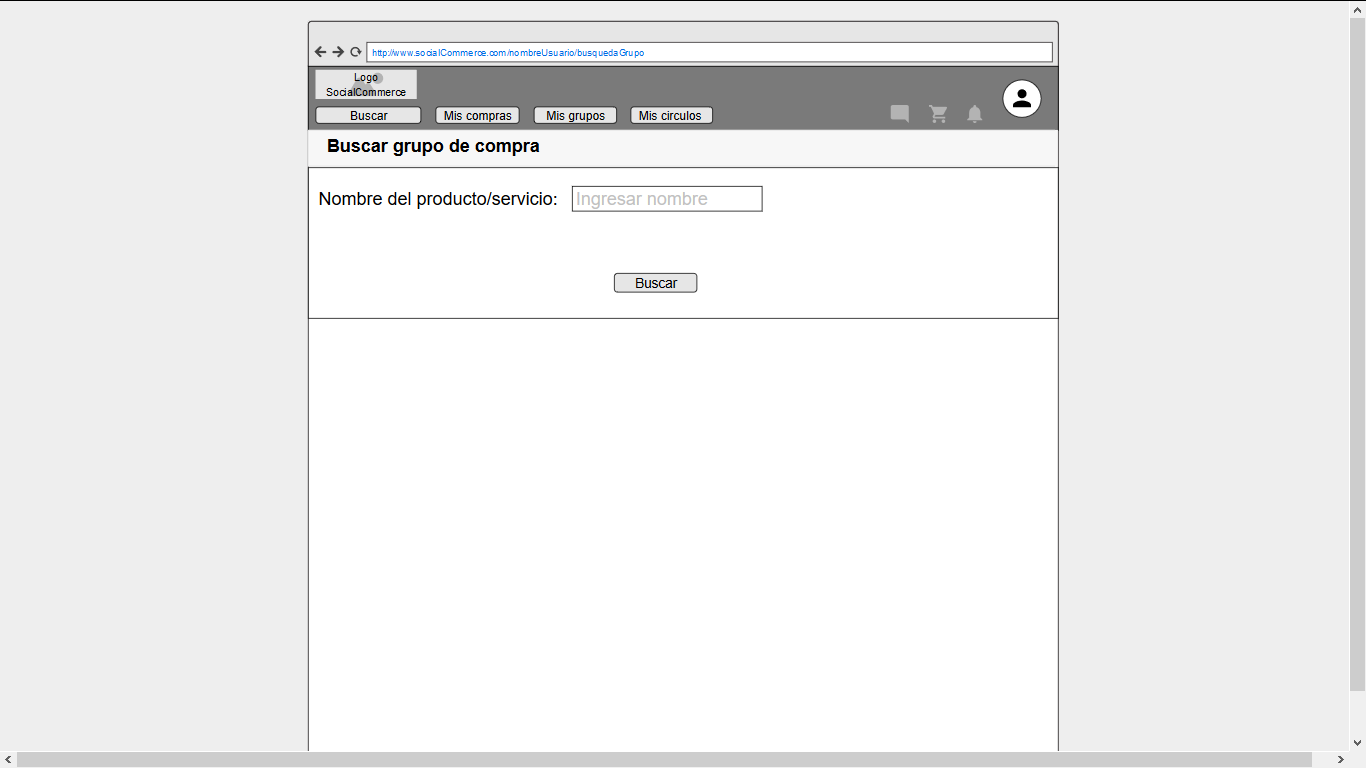 http://www.socialCommerce.com/nombreUsuario/busquedaGrupo
Logo
SocialCommerce
Buscar Mis compras Mis grupos Mis circulos
Buscar grupo de compra
Nombre del producto/servicio: Ingresar nombre
Buscar